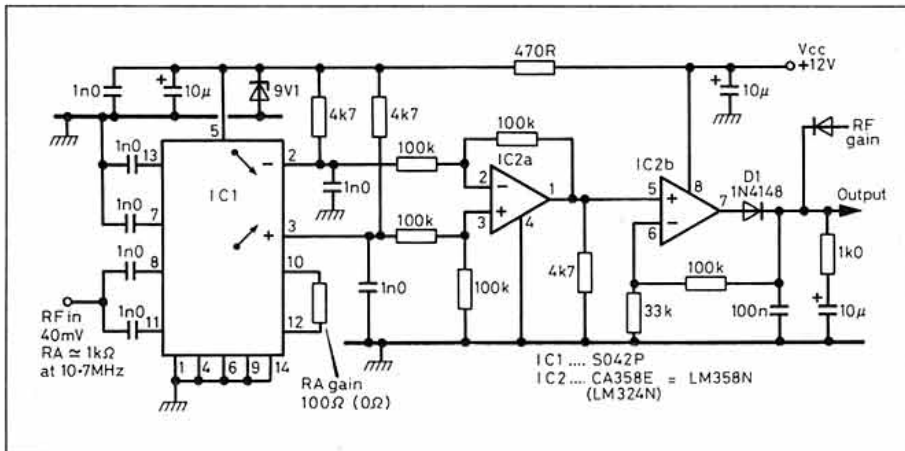 470R
Vcc
+12V
1n0
+
10µ
9V1
4k7
4k7
+
10µ
RF
gain
5
100k
1n0
13
IC1
−
2
100k
IC2a
1n0
2
−
1
IC2b
D1
1N4148
1n0
7
+
3
100k
3
+
4
5
+
8
7
Output
6
−
1n0
8
10
4k7
100k
1k0
1n0
11
12
1n0
100k
33k
100n
+
10µ
RF in
40mV
RA ≃ 1kΩ
at 10·7MHz
1
4
6
9
14
RA gain
100Ω (0Ω)
IC1 .... S042P
IC2 .... CA358E = LM358N
(LM324N)